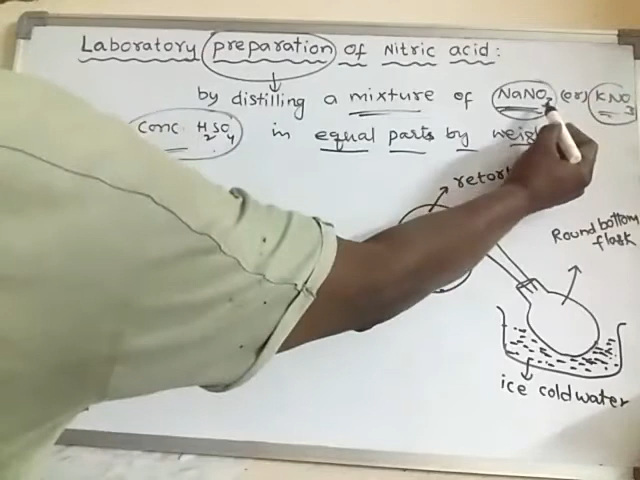 Laboratory preparation of Nitric acid:
by distilling a mixture of NaNO3 (or) KNO3
conc. H2SO4 in equal parts by weight
retort
Round bottom
flask
ice cold water